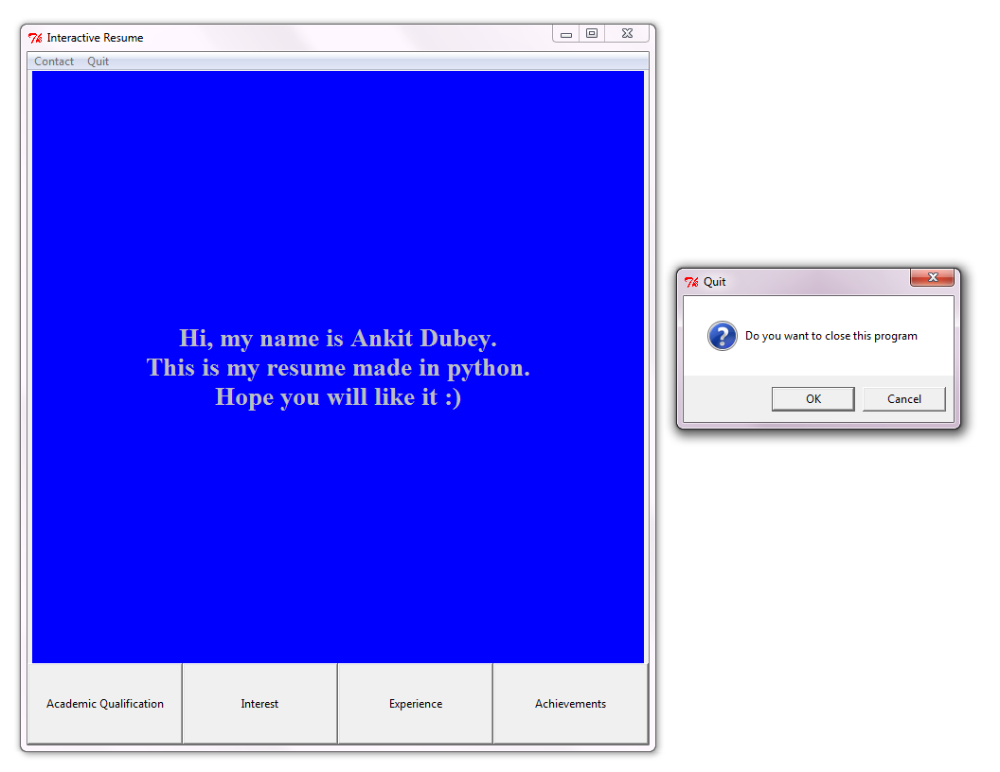 Interactive Resume
Contact Quit
Hi, my name is Ankit Dubey.
This is my resume made in python.
Hope you will like it :)
Academic Qualification Interest Experience Achievements
Quit
Do you want to close this program
OK Cancel